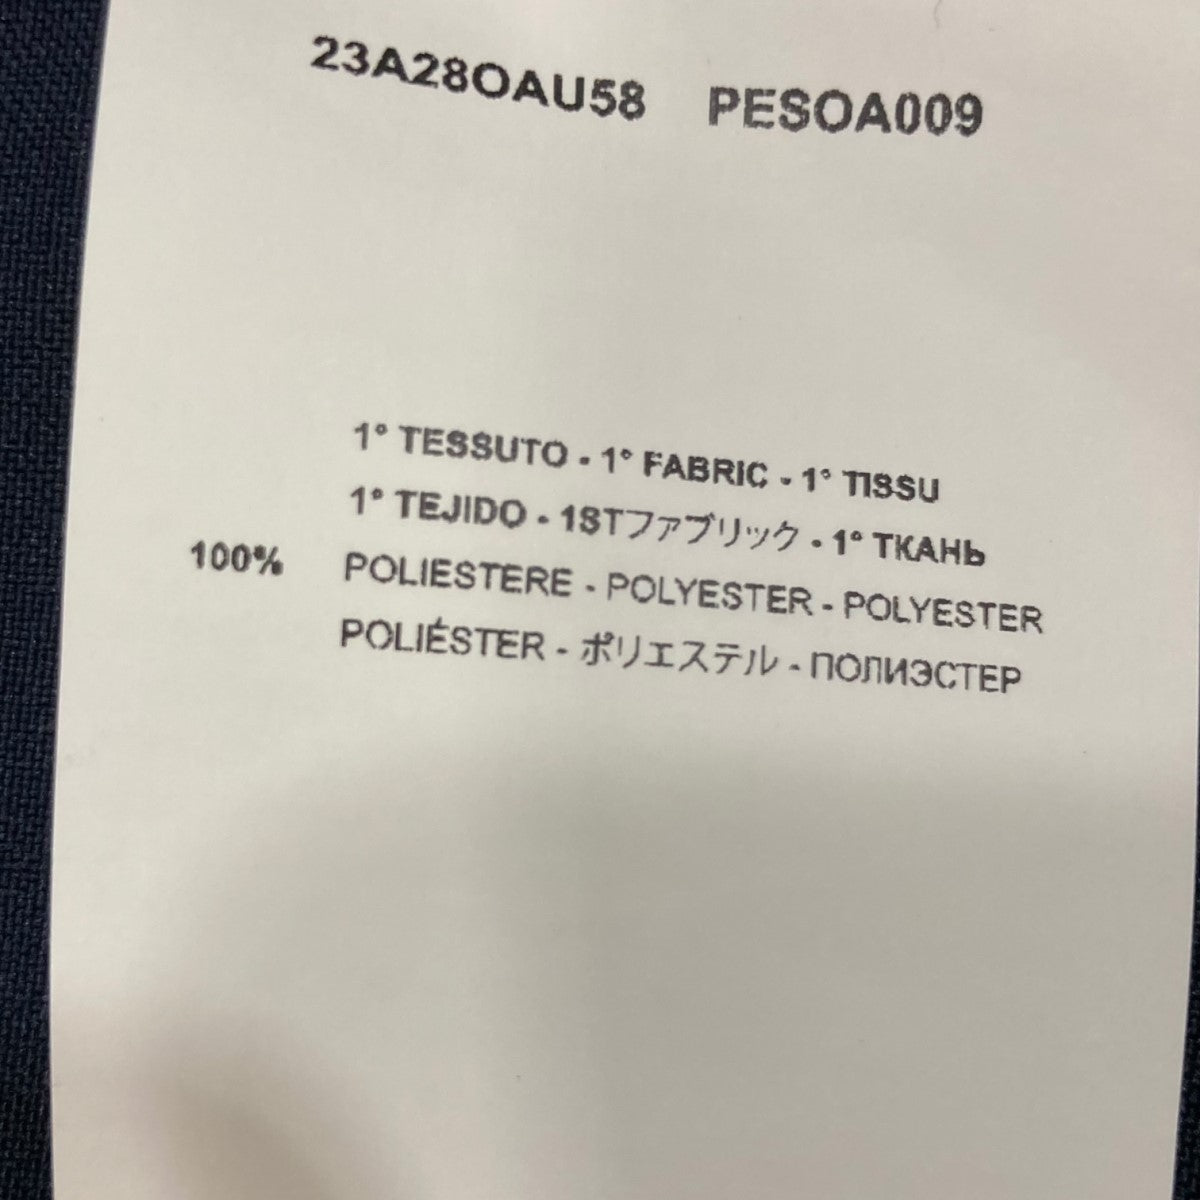 23A28OAU58 PESOA009
1° TESSUTO - 1° FABRIC - 1° TISSU
1° TEJIDO - 1STファブリック - 1° ТКАНЬ
100% POLIESTERE - POLYESTER - POLYESTER
POLIÉSTER - ポリエステル - ПОЛИЭСТЕР